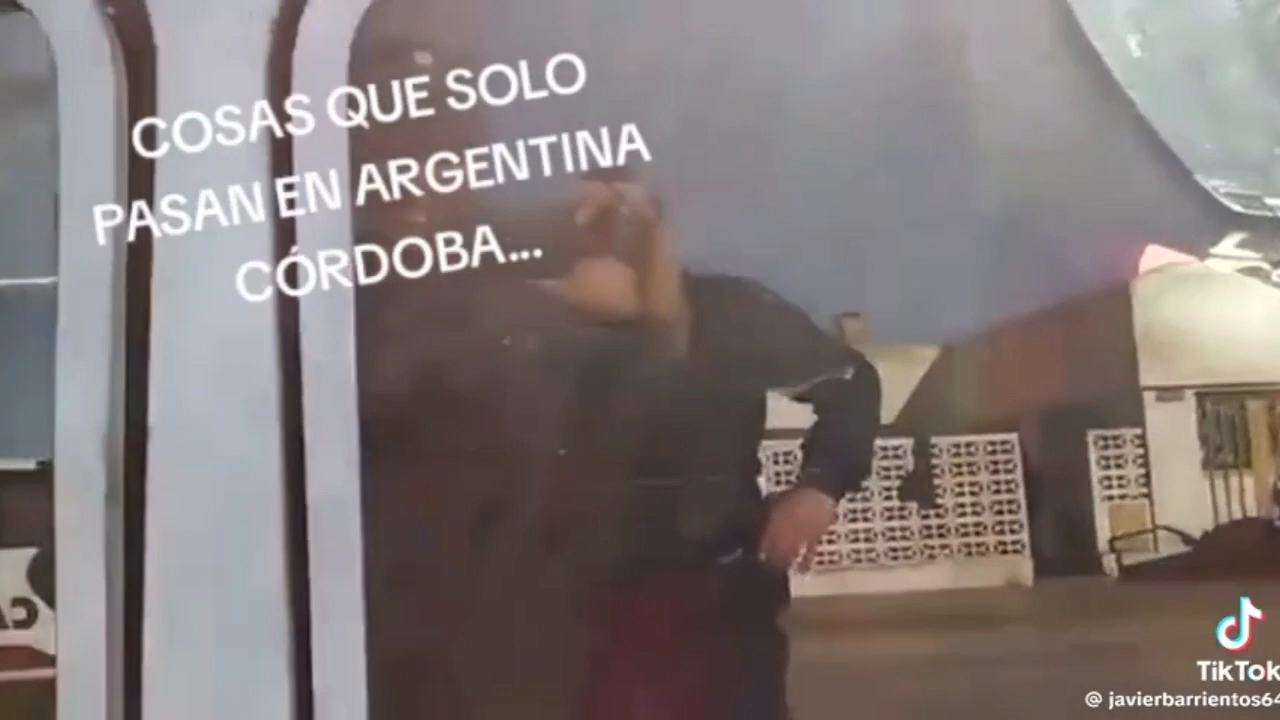 COSAS QUE SOLO
PASAN EN ARGENTINA
CÓRDOBA...
TikTok
@ javierbarrientos64